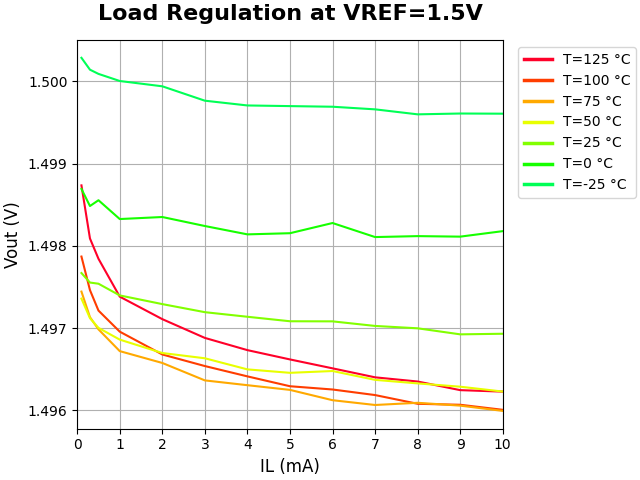 Load Regulation at VREF=1.5V
1.500
1.499
1.498
1.497
1.496
Vout (V)
0 1 2 3 4 5 6 7 8 9 10
IL (mA)
T=125 °C
T=100 °C
T=75 °C
T=50 °C
T=25 °C
T=0 °C
T=-25 °C